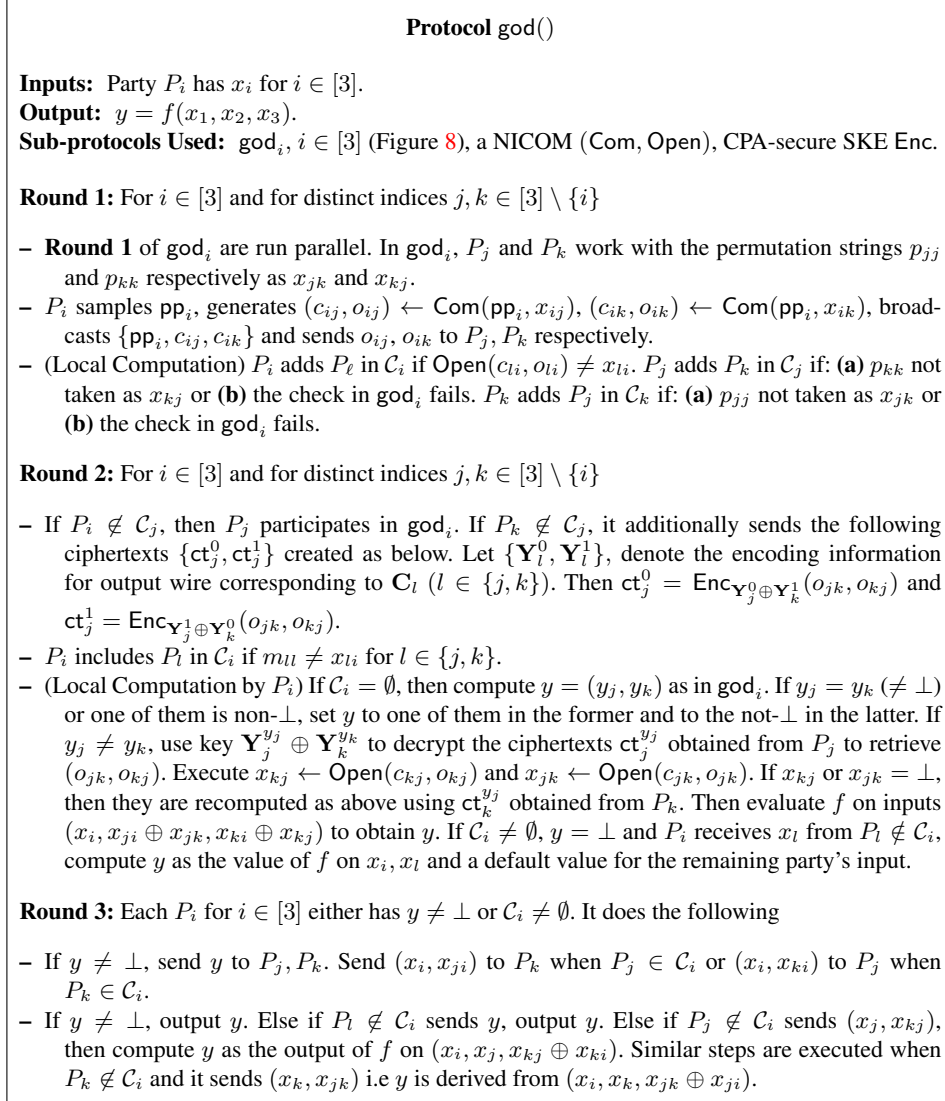 Protocol god()
Inputs: Party P_i has x_i for i ∈ [3].
Output: y = f(x_1, x_2, x_3).
Sub-protocols Used: god_i, i ∈ [3] (Figure 8), a NICOM (Com, Open), CPA-secure SKE Enc.
Round 1: For i ∈ [3] and for distinct indices j, k ∈ [3] \ {i}
– Round 1 of god_i are run parallel. In god_i, P_j and P_k work with the permutation strings p_jj
and p_kk respectively as x_jk and x_kj.
– P_i samples pp_i, generates (c_ij, o_ij) ← Com(pp_i, x_ij), (c_ik, o_ik) ← Com(pp_i, x_ik), broad-
casts {pp_i, c_ij, c_ik} and sends o_ij, o_ik to P_j, P_k respectively.
– (Local Computation) P_i adds P_ℓ in C_i if Open(c_li, o_li) ≠ x_li. P_j adds P_k in C_j if: (a) p_kk not
taken as x_kj or (b) the check in god_i fails. P_k adds P_j in C_k if: (a) p_jj not taken as x_jk or
(b) the check in god_i fails.
Round 2: For i ∈ [3] and for distinct indices j, k ∈ [3] \ {i}
– If P_i ∉ C_j, then P_j participates in god_i. If P_k ∉ C_j, it additionally sends the following
ciphertexts {ct_j^0, ct_j^1} created as below. Let {Y_l^0, Y_l^1}, denote the encoding information
for output wire corresponding to C_l (l ∈ {j, k}). Then ct_j^0 = Enc_{Y_j^0⊕Y_k^1}(o_jk, o_kj) and
ct_j^1 = Enc_{Y_j^1⊕Y_k^0}(o_jk, o_kj).
– P_i includes P_l in C_i if m_ll ≠ x_li for l ∈ {j, k}.
– (Local Computation by P_i) If C_i = ∅, then compute y = (y_j, y_k) as in god_i. If y_j = y_k (≠ ⊥)
or one of them is non-⊥, set y to one of them in the former and to the not-⊥ in the latter. If
y_j ≠ y_k, use key Y_j^{y_j} ⊕ Y_k^{y_k} to decrypt the ciphertexts ct_j^{y_j} obtained from P_j to retrieve
(o_jk, o_kj). Execute x_kj ← Open(c_kj, o_kj) and x_jk ← Open(c_jk, o_jk). If x_kj or x_jk = ⊥,
then they are recomputed as above using ct_k^{y_j} obtained from P_k. Then evaluate f on inputs
(x_i, x_ji ⊕ x_jk, x_ki ⊕ x_kj) to obtain y. If C_i ≠ ∅, y = ⊥ and P_i receives x_l from P_l ∉ C_i,
compute y as the value of f on x_i, x_l and a default value for the remaining party's input.
Round 3: Each P_i for i ∈ [3] either has y ≠ ⊥ or C_i ≠ ∅. It does the following
– If y ≠ ⊥, send y to P_j, P_k. Send (x_i, x_ji) to P_k when P_j ∈ C_i or (x_i, x_ki) to P_j when
P_k ∈ C_i.
– If y ≠ ⊥, output y. Else if P_l ∉ C_i sends y, output y. Else if P_j ∉ C_i sends (x_j, x_kj),
then compute y as the output of f on (x_i, x_j, x_kj ⊕ x_ki). Similar steps are executed when
P_k ∉ C_i and it sends (x_k, x_jk) i.e y is derived from (x_i, x_k, x_jk ⊕ x_ji).